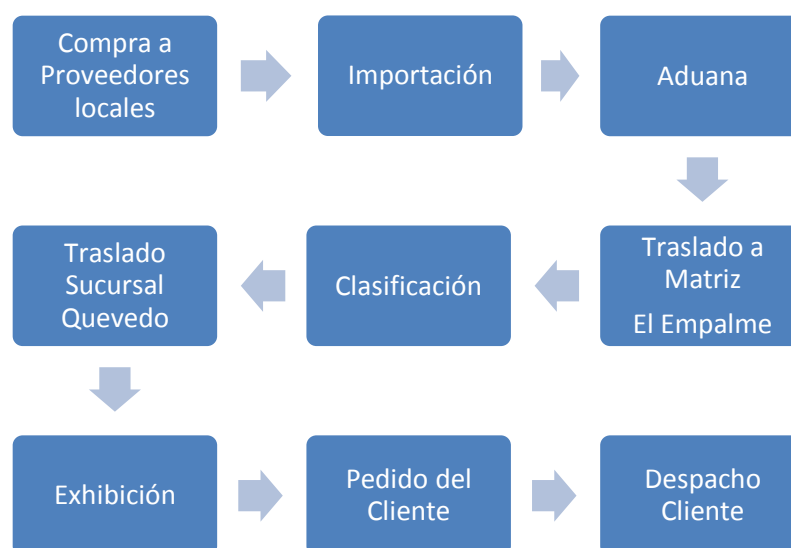 Compra a
Proveedores
locales
Importación
Aduana
Traslado a
Matriz
El Empalme
Clasificación
Traslado
Sucursal
Quevedo
Exhibición
Pedido del
Cliente
Despacho
Cliente